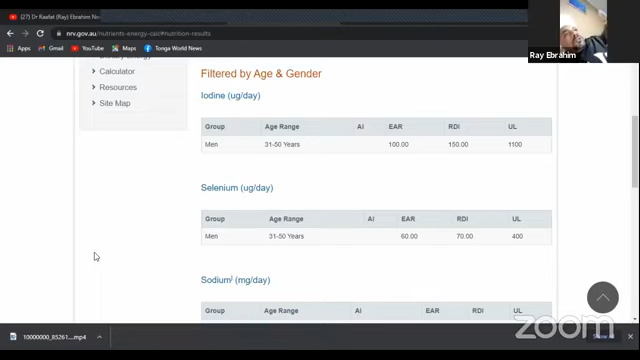 (27) Dr Raafat (Ray) Ebrahim
nrv.gov.au/nutrients-energy-calc#nutrition-results
Apps Gmail YouTube Maps Tonga World News
Ray Ebrahim
Calculator
Resources
Site Map
Filtered by Age & Gender
Iodine (ug/day)
Group Age Range AI EAR RDI UL
Men 31-50 Years 100.00 150.00 1100
Selenium (ug/day)
Group Age Range AI EAR RDI UL
Men 31-50 Years 60.00 70.00 400
Sodium (mg/day)
Group Age Range AI EAR RDI UL
zoom
10000000_85261....mp4
Show all